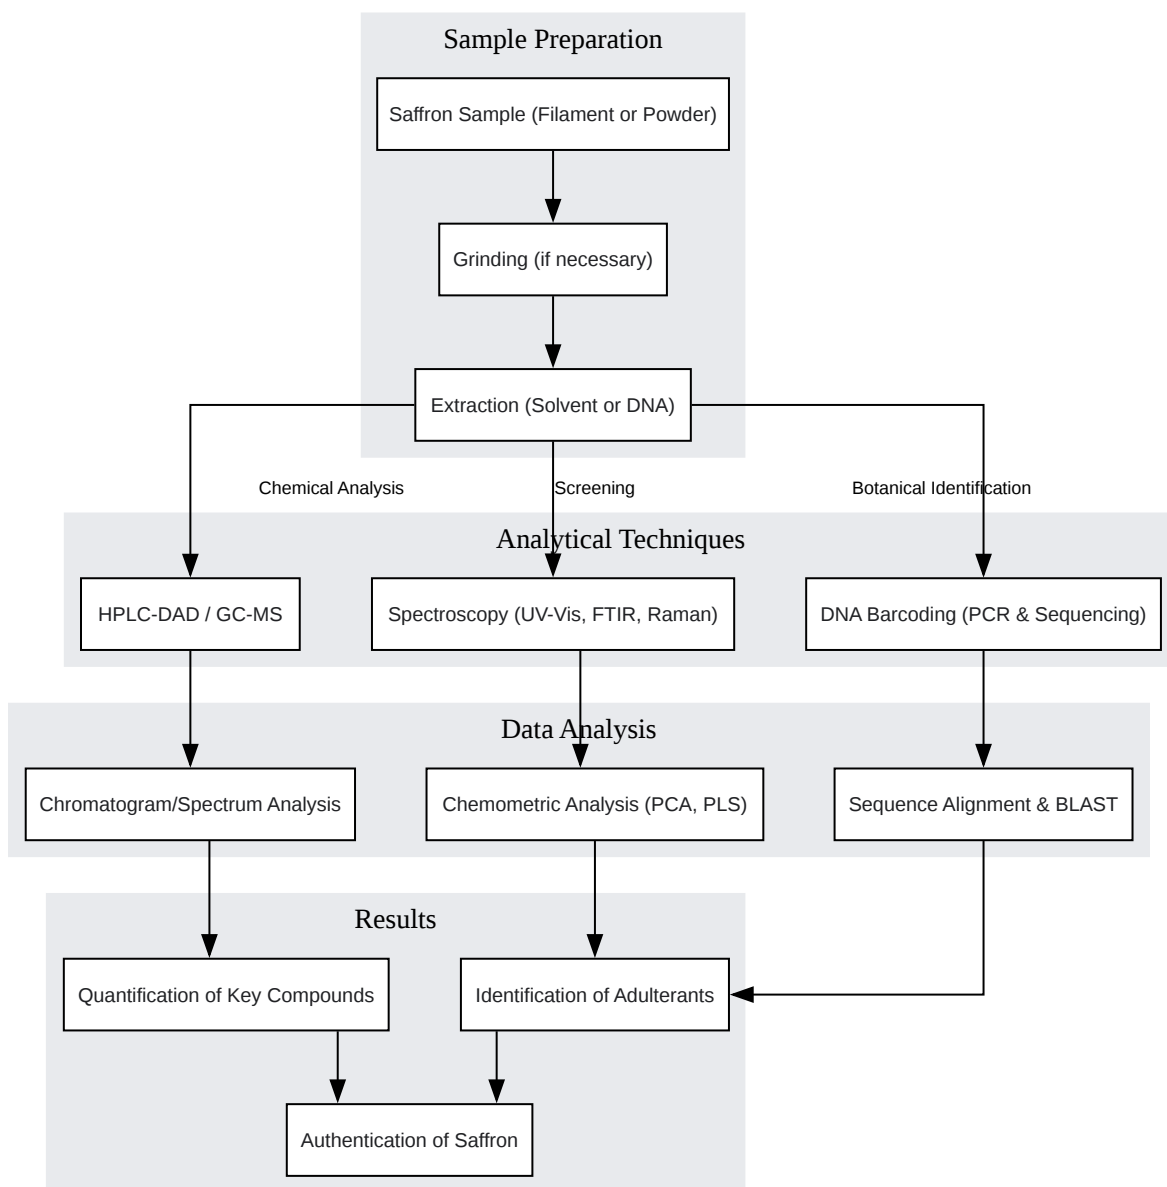 Sample Preparation
Saffron Sample (Filament or Powder)
Grinding (if necessary)
Extraction (Solvent or DNA)
Chemical Analysis
Screening
Botanical Identification
Analytical Techniques
HPLC-DAD / GC-MS
Spectroscopy (UV-Vis, FTIR, Raman)
DNA Barcoding (PCR & Sequencing)
Data Analysis
Chromatogram/Spectrum Analysis
Chemometric Analysis (PCA, PLS)
Sequence Alignment & BLAST
Results
Quantification of Key Compounds
Identification of Adulterants
Authentication of Saffron